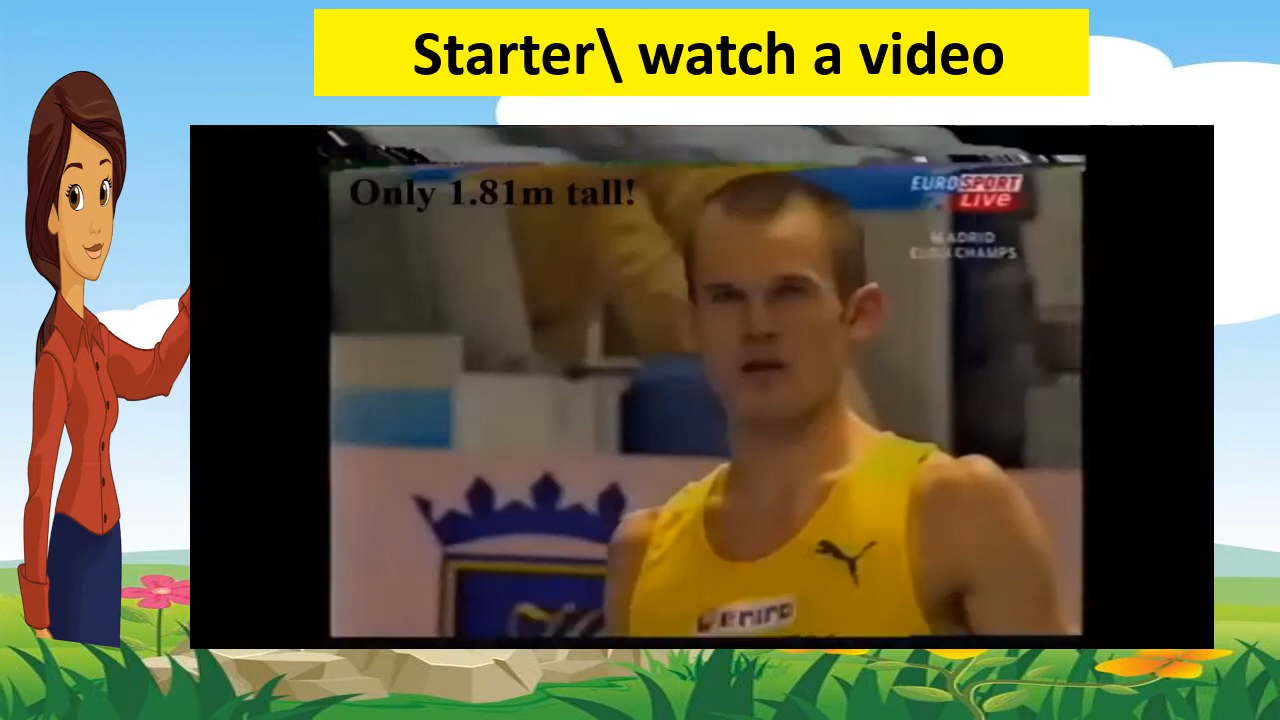 Starter\ watch a video
Only 1.81m tall!
EUROSPORT
LIVE
MADRID
EURO CHAMPS